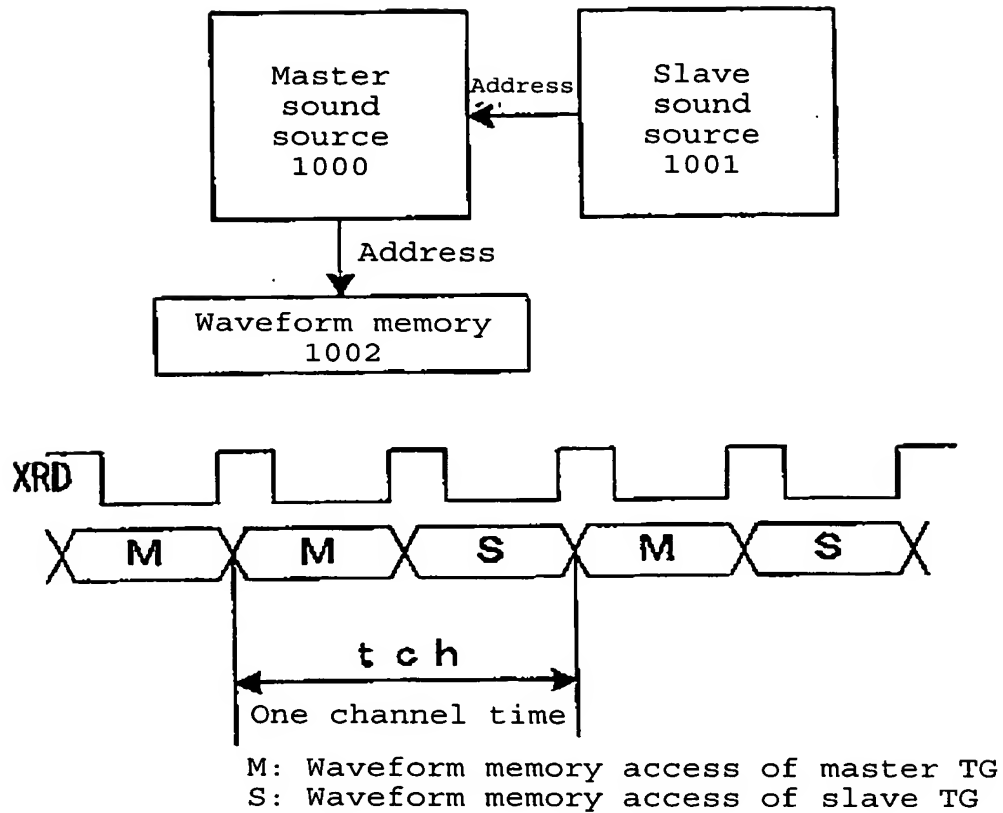 Master
sound
source
1000
Address
Slave
sound
source
1001
Address
Waveform memory
1002
XRD
M
M
S
M
S
tch
One channel time
M: Waveform memory access of master TG
S: Waveform memory access of slave TG